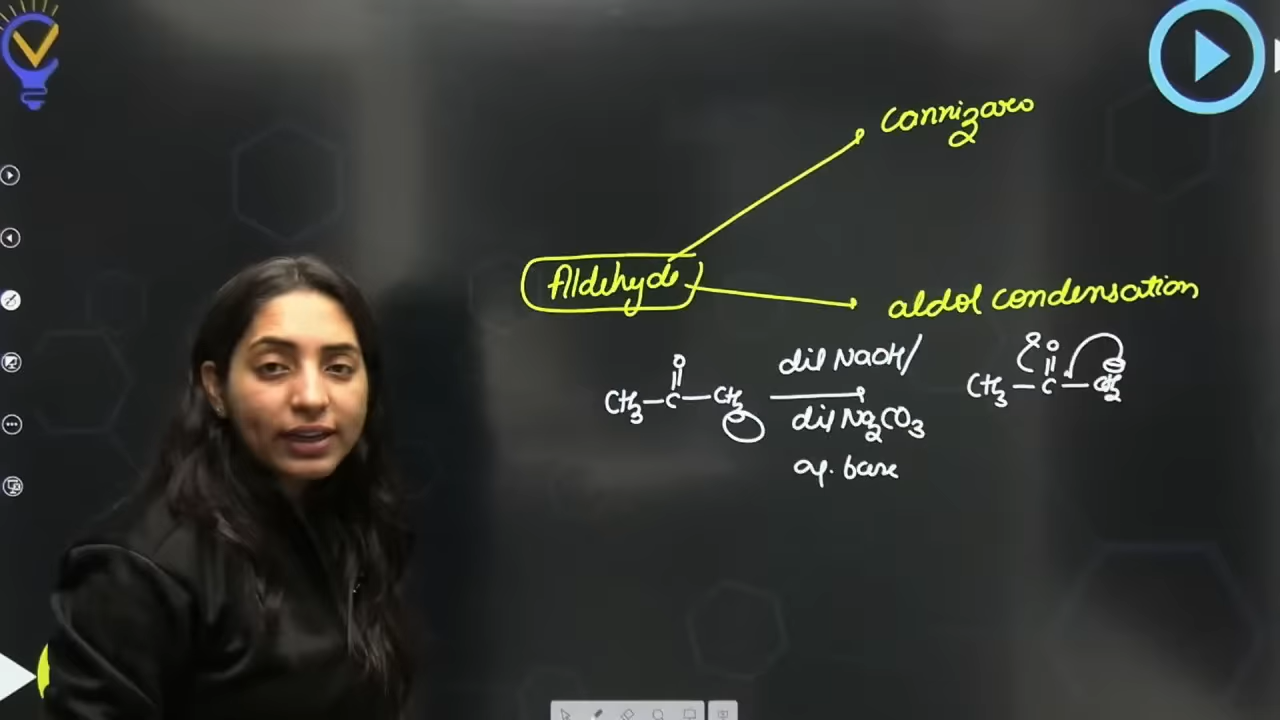 Cannizaro
Aldehyde
aldol condensation
CH3—C—CH3
O
dil NaOH/
dil Na2CO3
aq. base
O
CH3—C—CH2
⊖